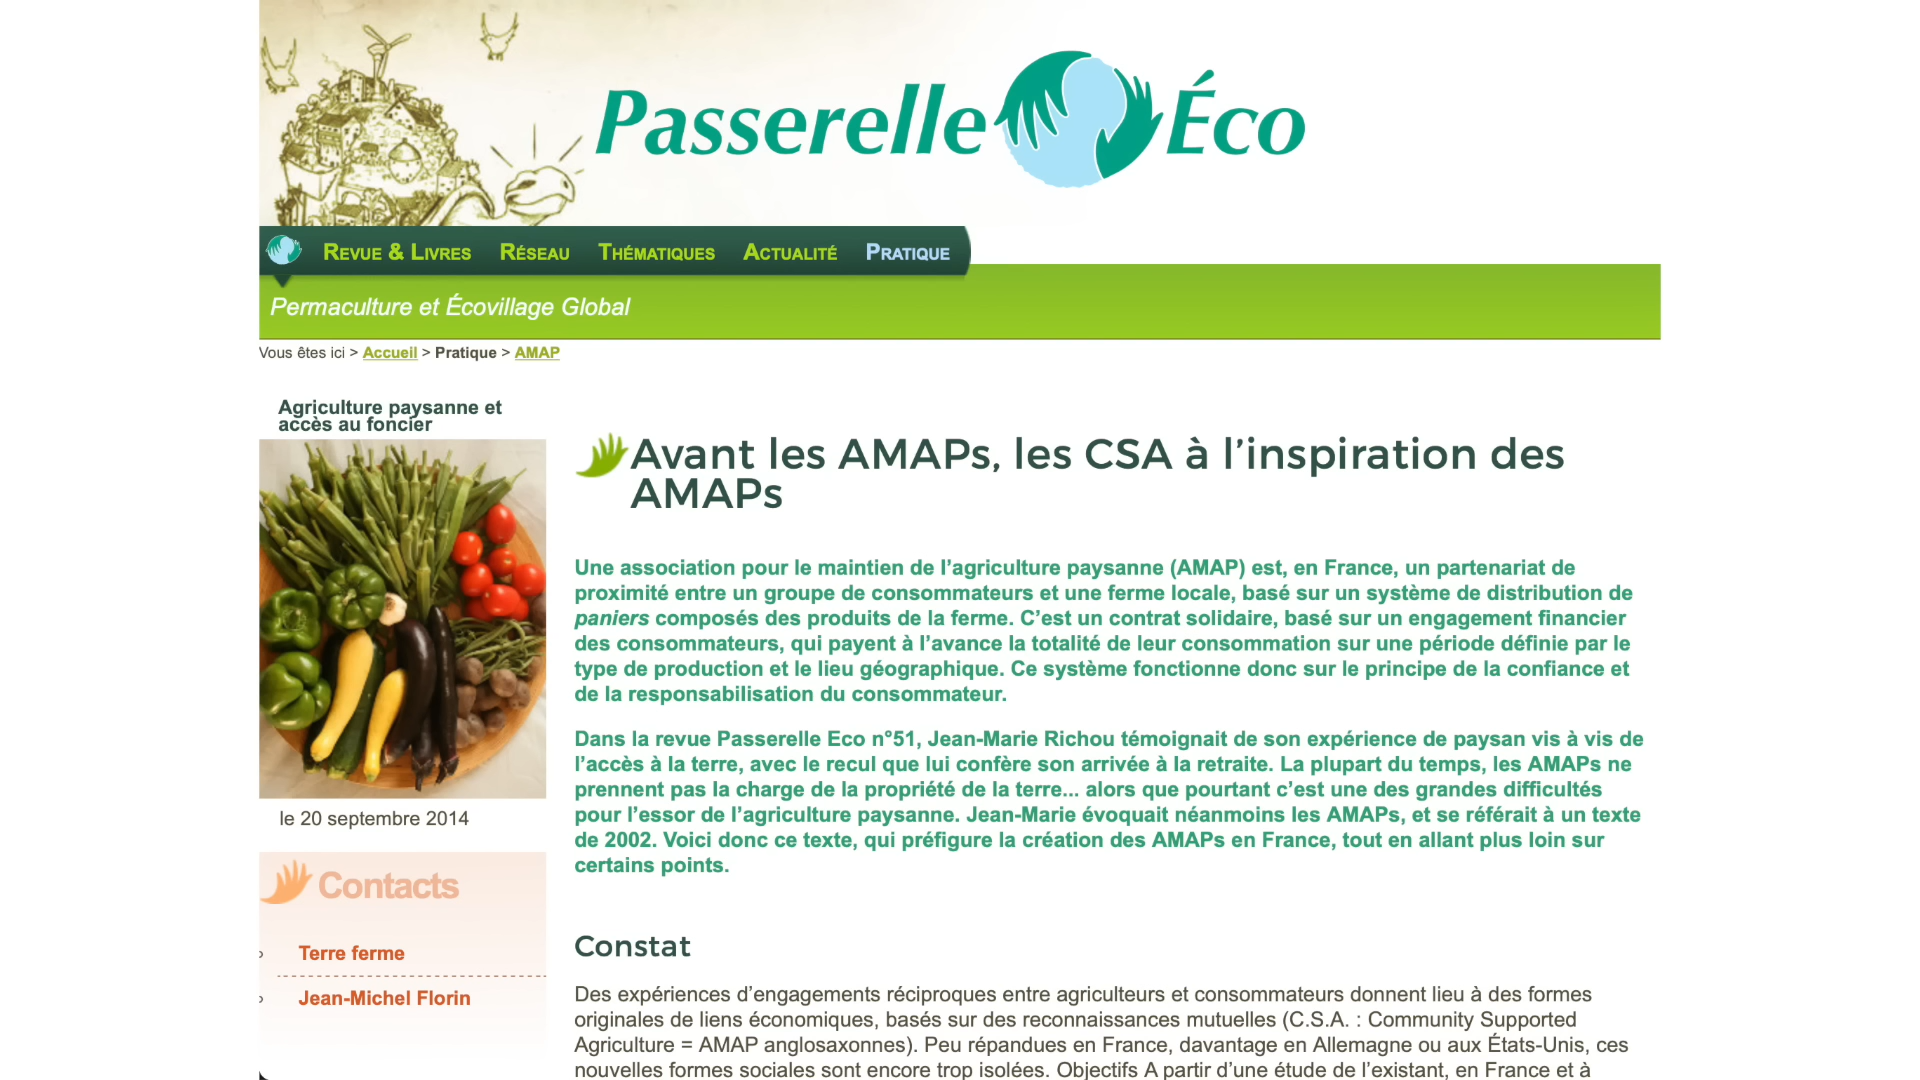 Passerelle Éco
Revue & Livres Réseau Thématiques Actualité Pratique
Permaculture et Écovillage Global
Vous êtes ici > Accueil > Pratique > AMAP
Agriculture paysanne et
accès au foncier
le 20 septembre 2014
Contacts
Terre ferme
Jean-Michel Florin
Avant les AMAPs, les CSA à l’inspiration des
AMAPs
Une association pour le maintien de l’agriculture paysanne (AMAP) est, en France, un partenariat de
proximité entre un groupe de consommateurs et une ferme locale, basé sur un système de distribution de
paniers composés des produits de la ferme. C’est un contrat solidaire, basé sur un engagement financier
des consommateurs, qui payent à l’avance la totalité de leur consommation sur une période définie par le
type de production et le lieu géographique. Ce système fonctionne donc sur le principe de la confiance et
de la responsabilisation du consommateur.
Dans la revue Passerelle Eco n°51, Jean-Marie Richou témoignait de son expérience de paysan vis à vis de
l’accès à la terre, avec le recul que lui confère son arrivée à la retraite. La plupart du temps, les AMAPs ne
prennent pas la charge de la propriété de la terre... alors que pourtant c’est une des grandes difficultés
pour l’essor de l’agriculture paysanne. Jean-Marie évoquait néanmoins les AMAPs, et se référait à un texte
de 2002. Voici donc ce texte, qui préfigure la création des AMAPs en France, tout en allant plus loin sur
certains points.
Constat
Des expériences d’engagements réciproques entre agriculteurs et consommateurs donnent lieu à des formes
originales de liens économiques, basés sur des reconnaissances mutuelles (C.S.A. : Community Supported
Agriculture = AMAP anglosaxonnes). Peu répandues en France, davantage en Allemagne ou aux États-Unis, ces
nouvelles formes sociales sont encore trop isolées. Objectifs A partir d’une étude de l’existant, en France et à